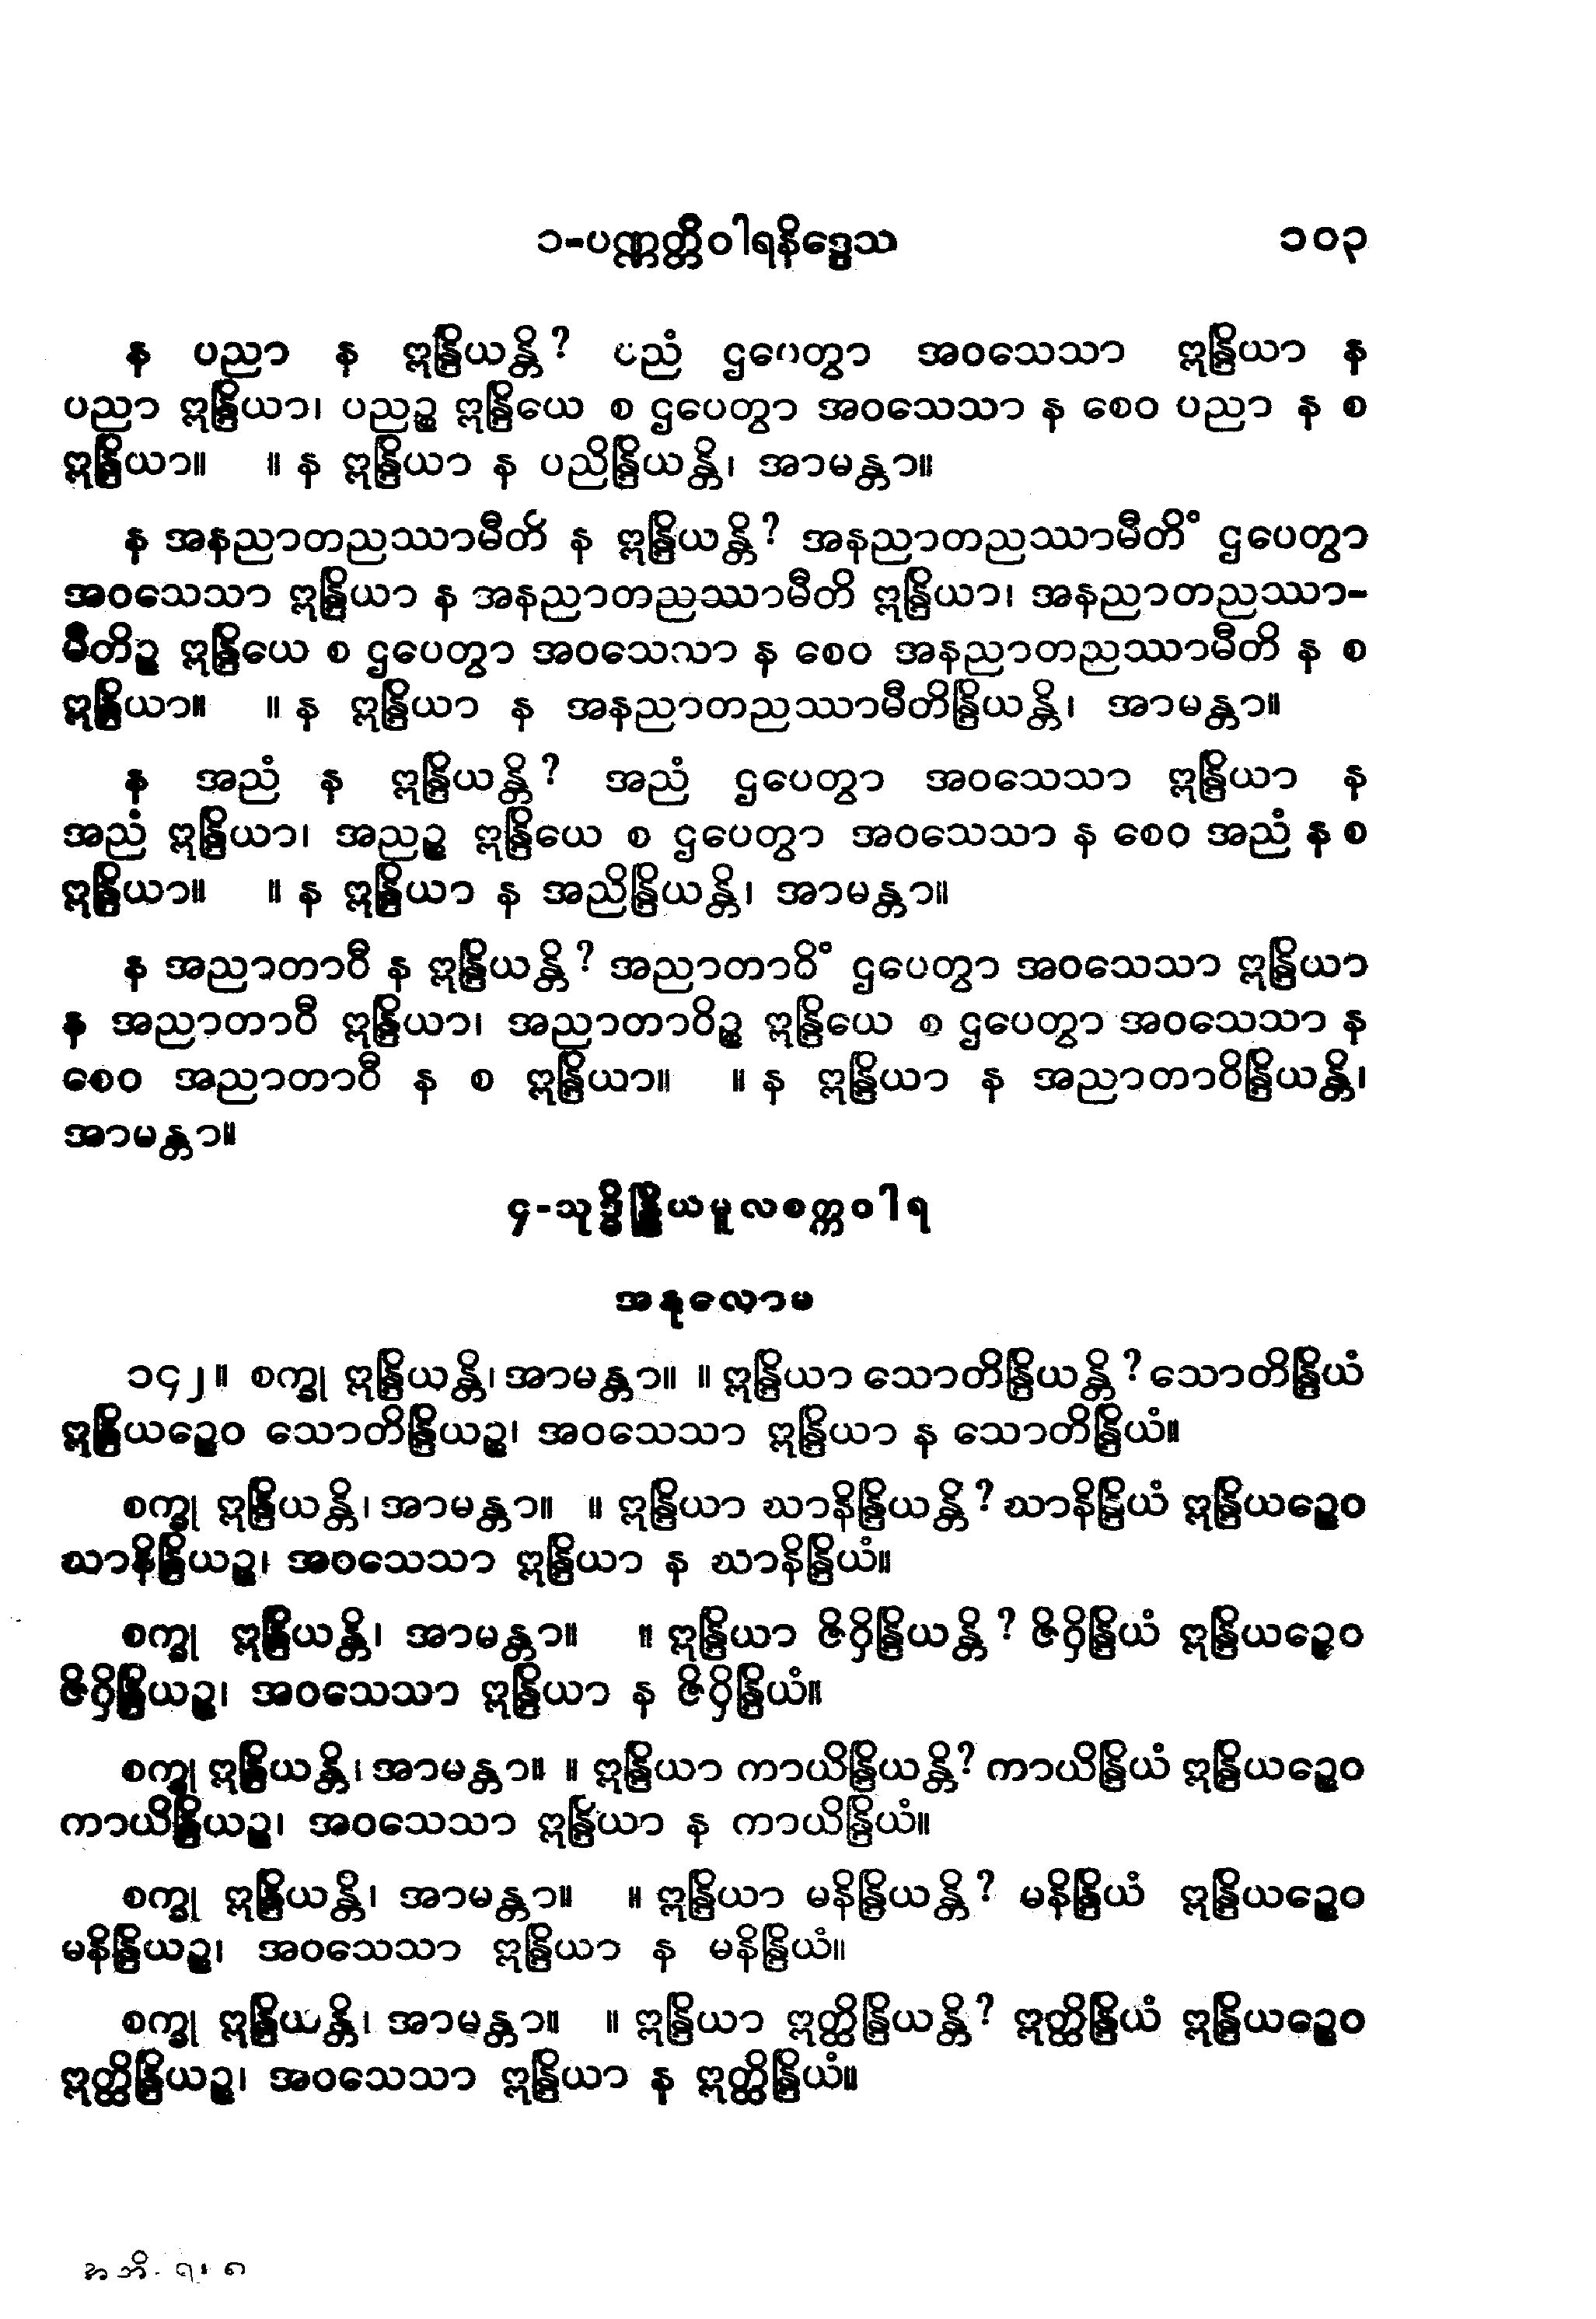 ၁-ပဏ္ဏတ္တိဝါရနိဒ္ဒေသ ၁၀၃
န ပညာ န ဣန္ဒြိယန္တိ? ပညံ ဌပေတွာ အဝသေသာ ဣန္ဒြိယာ န
ပညာ ဣန္ဒြိယာ၊ ပညဉ္စ ဣန္ဒြိယေ စ ဌပေတွာ အဝသေသာ န စေဝ ပညာ န စ
ဣန္ဒြိယာ။ ။ န ဣန္ဒြိယာ န ပညိန္ဒြိယန္တိ၊ အာမန္တာ။
န အနညာတညဿာမီတိ န ဣန္ဒြိယန္တိ? အနညာတညဿာမီတိံ ဌပေတွာ
အဝသေသာ ဣန္ဒြိယာ န အနညာတညဿာမီတိ ဣန္ဒြိယာ၊ အနညာတညဿာ-
မီတိဉ္စ ဣန္ဒြိယေ စ ဌပေတွာ အဝသေသာ န စေဝ အနညာတညဿာမီတိ န စ
ဣန္ဒြိယာ။ ။ န ဣန္ဒြိယာ န အနညာတညဿာမီတိန္ဒြိယန္တိ၊ အာမန္တာ။
န အညံ န ဣန္ဒြိယန္တိ? အညံ ဌပေတွာ အဝသေသာ ဣန္ဒြိယာ န
အညံ ဣန္ဒြိယာ၊ အညဉ္စ ဣန္ဒြိယေ စ ဌပေတွာ အဝသေသာ န စေဝ အညံ န စ
ဣန္ဒြိယာ။ ။ န ဣန္ဒြိယာ န အညိန္ဒြိယန္တိ၊ အာမန္တာ။
န အညာတာဝီ န ဣန္ဒြိယန္တိ? အညာတာဝိံ ဌပေတွာ အဝသေသာ ဣန္ဒြိယာ
န အညာတာဝီ ဣန္ဒြိယာ၊ အညာတာဝိဉ္စ ဣန္ဒြိယေ စ ဌပေတွာ အဝသေသာ န
စေဝ အညာတာဝီ န စ ဣန္ဒြိယာ။ ။ န ဣန္ဒြိယာ န အညာတာဝိန္ဒြိယန္တိ၊
အာမန္တာ။
၄-သုဒ္ဓိန္ဒြိယမူလစက္ကဝါရ
အနုလောမ
၁၄၂။ စက္ခု ဣန္ဒြိယန္တိ၊ အာမန္တာ။ ။ ဣန္ဒြိယာ သောတိန္ဒြိယန္တိ? သောတိန္ဒြိယံ
ဣန္ဒြိယဉ္စေဝ သောတိန္ဒြိယဉ္စ၊ အဝသေသာ ဣန္ဒြိယာ န သောတိန္ဒြိယံ။
စက္ခု ဣန္ဒြိယန္တိ၊ အာမန္တာ။ ။ ဣန္ဒြိယာ ဃာနိန္ဒြိယန္တိ? ဃာနိန္ဒြိယံ ဣန္ဒြိယဉ္စေဝ
ဃာနိန္ဒြိယဉ္စ၊ အဝသေသာ ဣန္ဒြိယာ န ဃာနိန္ဒြိယံ။
စက္ခု ဣန္ဒြိယန္တိ၊ အာမန္တာ။ ။ ဣန္ဒြိယာ ဇိဝှိန္ဒြိယန္တိ? ဇိဝှိန္ဒြိယံ ဣန္ဒြိယဉ္စေဝ
ဇိဝှိန္ဒြိယဉ္စ၊ အဝသေသာ ဣန္ဒြိယာ န ဇိဝှိန္ဒြိယံ။
စက္ခု ဣန္ဒြိယန္တိ၊ အာမန္တာ။ ။ ဣန္ဒြိယာ ကာယိန္ဒြိယန္တိ? ကာယိန္ဒြိယံ ဣန္ဒြိယဉ္စေဝ
ကာယိန္ဒြိယဉ္စ၊ အဝသေသာ ဣန္ဒြိယာ န ကာယိန္ဒြိယံ။
စက္ခု ဣန္ဒြိယန္တိ၊ အာမန္တာ။ ။ ဣန္ဒြိယာ မနိန္ဒြိယန္တိ? မနိန္ဒြိယံ ဣန္ဒြိယဉ္စေဝ
မနိန္ဒြိယဉ္စ၊ အဝသေသာ ဣန္ဒြိယာ န မနိန္ဒြိယံ။
စက္ခု ဣန္ဒြိယန္တိ၊ အာမန္တာ။ ။ ဣန္ဒြိယာ ဣတ္ထိန္ဒြိယန္တိ? ဣတ္ထိန္ဒြိယံ ဣန္ဒြိယဉ္စေဝ
ဣတ္ထိန္ဒြိယဉ္စ၊ အဝသေသာ ဣန္ဒြိယာ န ဣတ္ထိန္ဒြိယံ။
အဘိ- ၇၊ ၈